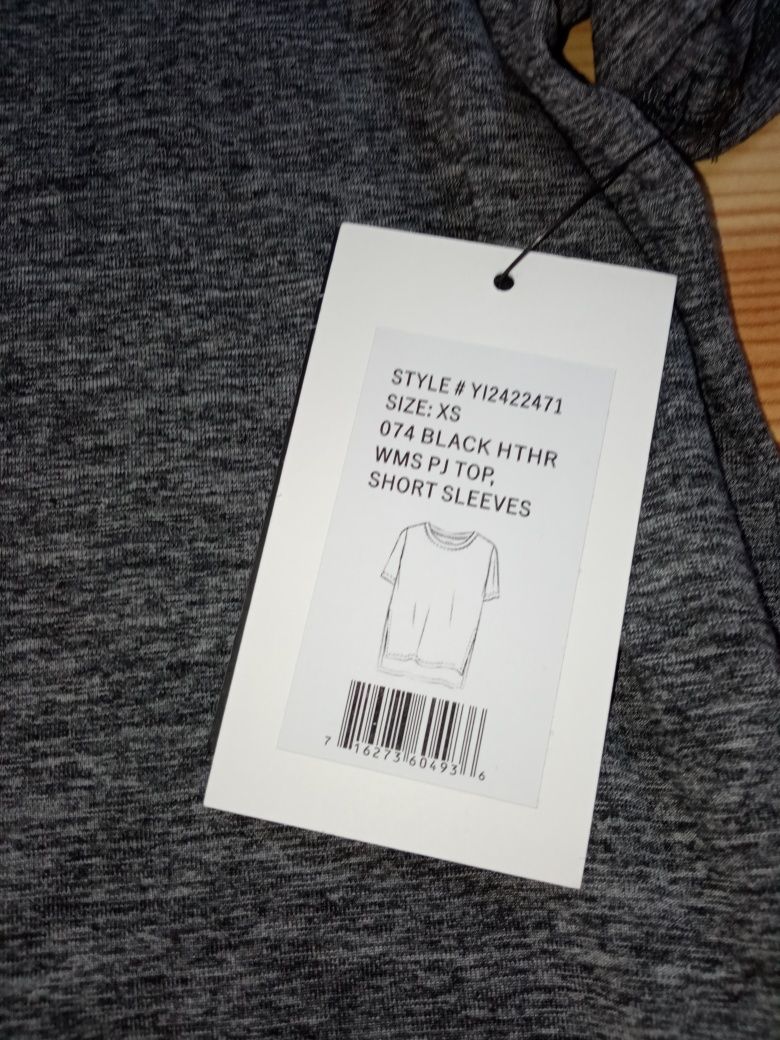 STYLE # YI2422471
SIZE: XS
074 BLACK HTHR
WMS PJ TOP,
SHORT SLEEVES
7 16273 60493 6